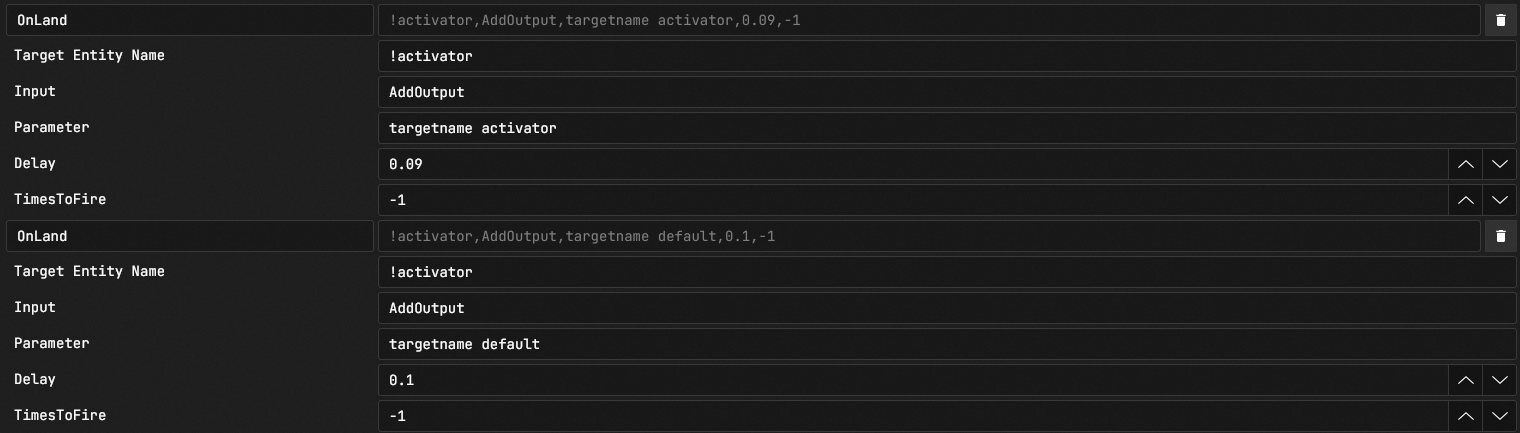 OnLand !activator,AddOutput,targetname activator,0.09,-1
Target Entity Name !activator
Input AddOutput
Parameter targetname activator
Delay 0.09
TimesToFire -1
OnLand !activator,AddOutput,targetname default,0.1,-1
Target Entity Name !activator
Input AddOutput
Parameter targetname default
Delay 0.1
TimesToFire -1